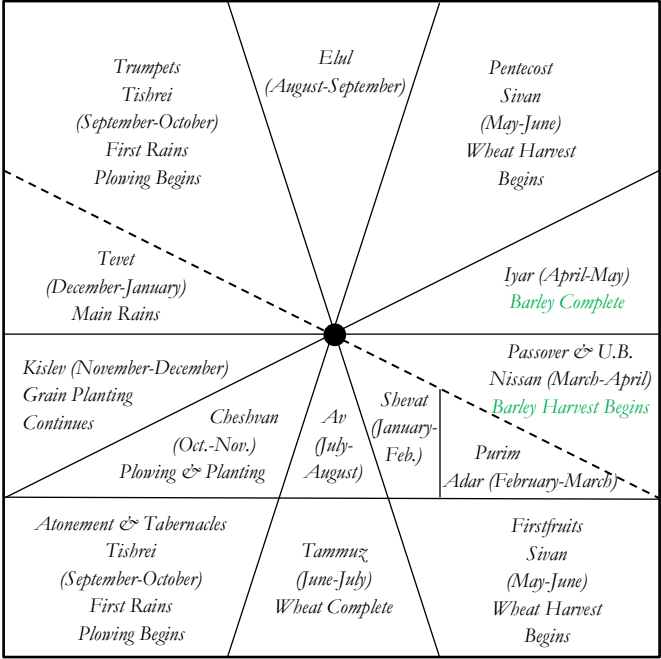 Trumpets
Tishrei
(September-October)
First Rains
Plowing Begins
Elul
(August-September)
Pentecost
Sivan
(May-June)
Wheat Harvest
Begins
Tevet
(December-January)
Main Rains
Iyar (April-May)
Barley Complete
Kislev (November-December)
Grain Planting
Continues
Cheshvan
(Oct.-Nov.)
Plowing & Planting
Av
(July-
August)
Shevat
(January-
Feb.)
Passover & U.B.
Nissan (March-April)
Barley Harvest Begins
Purim
Adar (February-March)
Atonement & Tabernacles
Tishrei
(September-October)
First Rains
Plowing Begins
Tammuz
(June-July)
Wheat Complete
Firstfruits
Sivan
(May-June)
Wheat Harvest
Begins